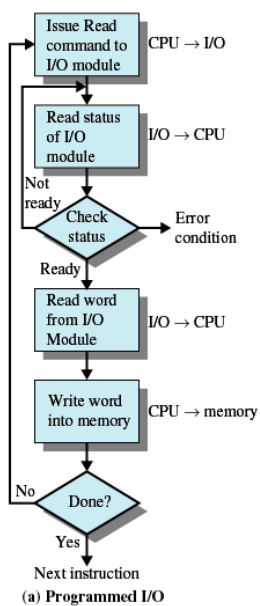 Issue Read
command to
I/O module
CPU → I/O
Read status
of I/O
module
I/O → CPU
Not
ready
Check
status
Error
condition
Ready
Read word
from I/O
Module
I/O → CPU
Write word
into memory
CPU → memory
No
Done?
Yes
Next instruction
(a) Programmed I/O